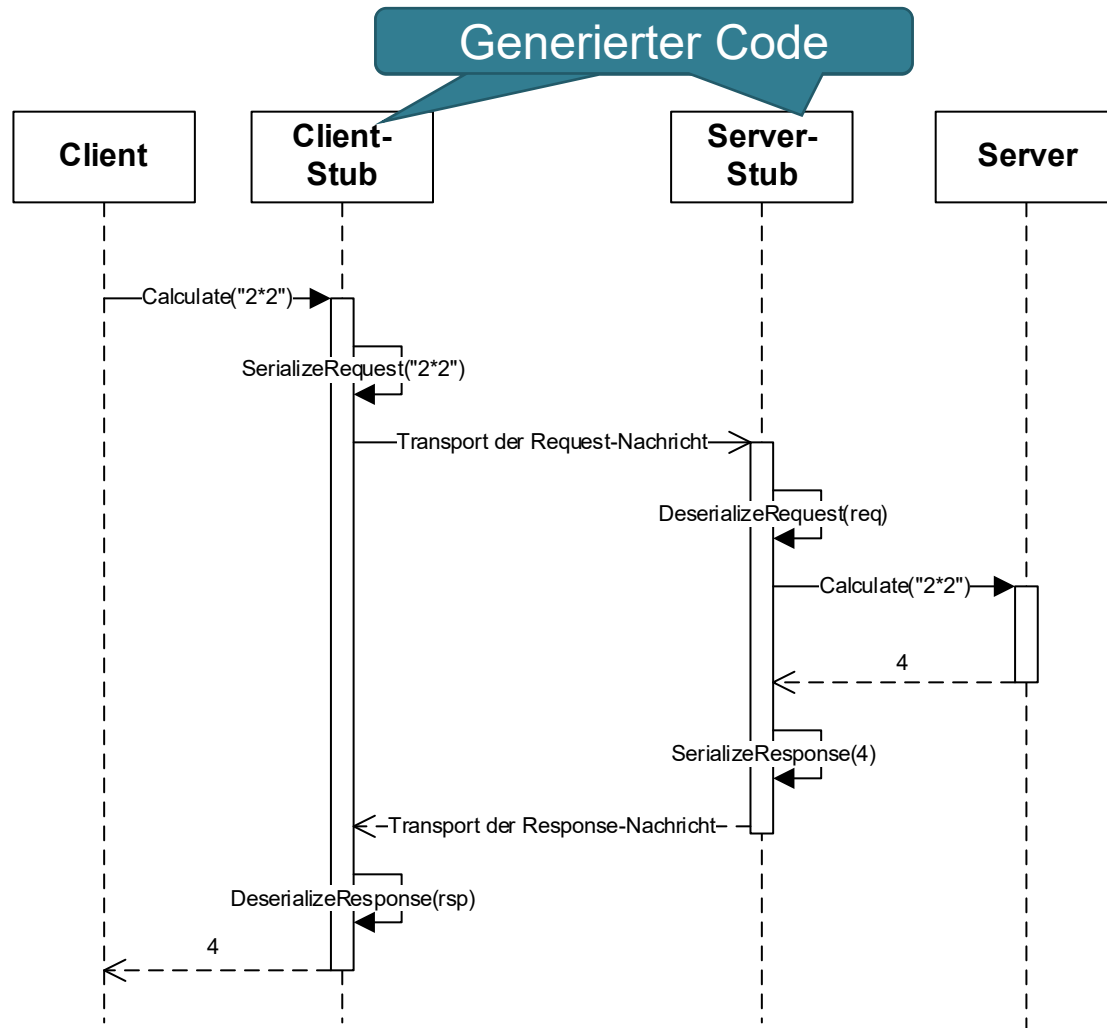 Generierter Code
Client
Client-
Stub
Server-
Stub
Server
Calculate("2*2")
SerializeRequest("2*2")
Transport der Request-Nachricht
DeserializeRequest(req)
Calculate("2*2")
4
SerializeResponse(4)
Transport der Response-Nachricht
DeserializeResponse(rsp)
4